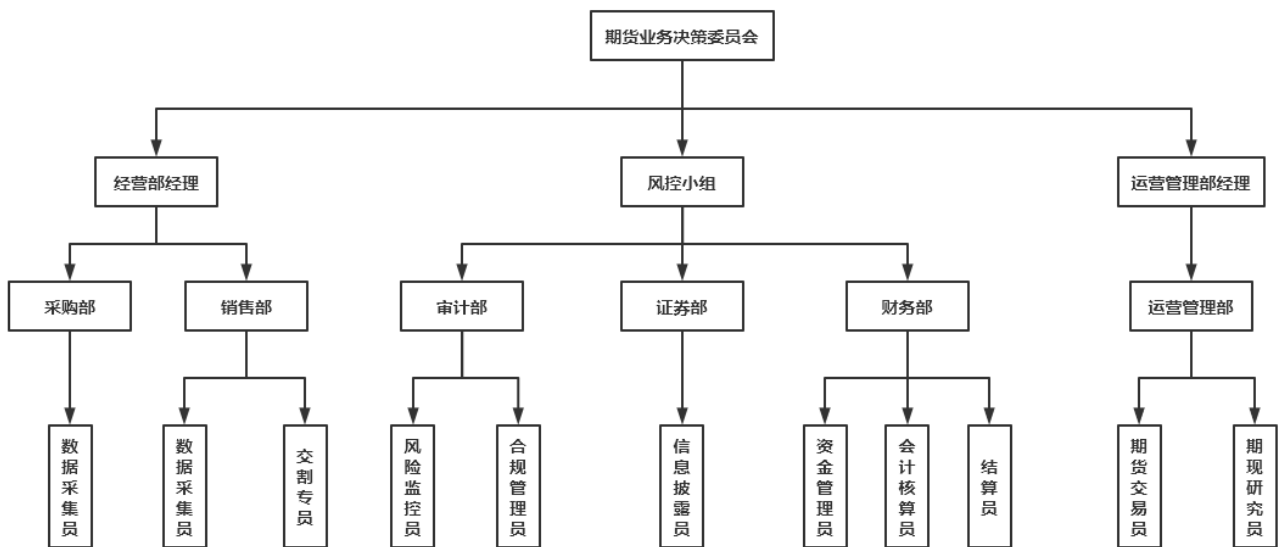 期货业务决策委员会
经营部经理
风控小组
运营管理部经理
采购部
销售部
审计部
证券部
财务部
运营管理部
数据采集员
数据采集员
交割专员
风险监控员
合规管理员
信息披露员
资金管理员
会计核算员
结算员
期货交易员
期现研究员